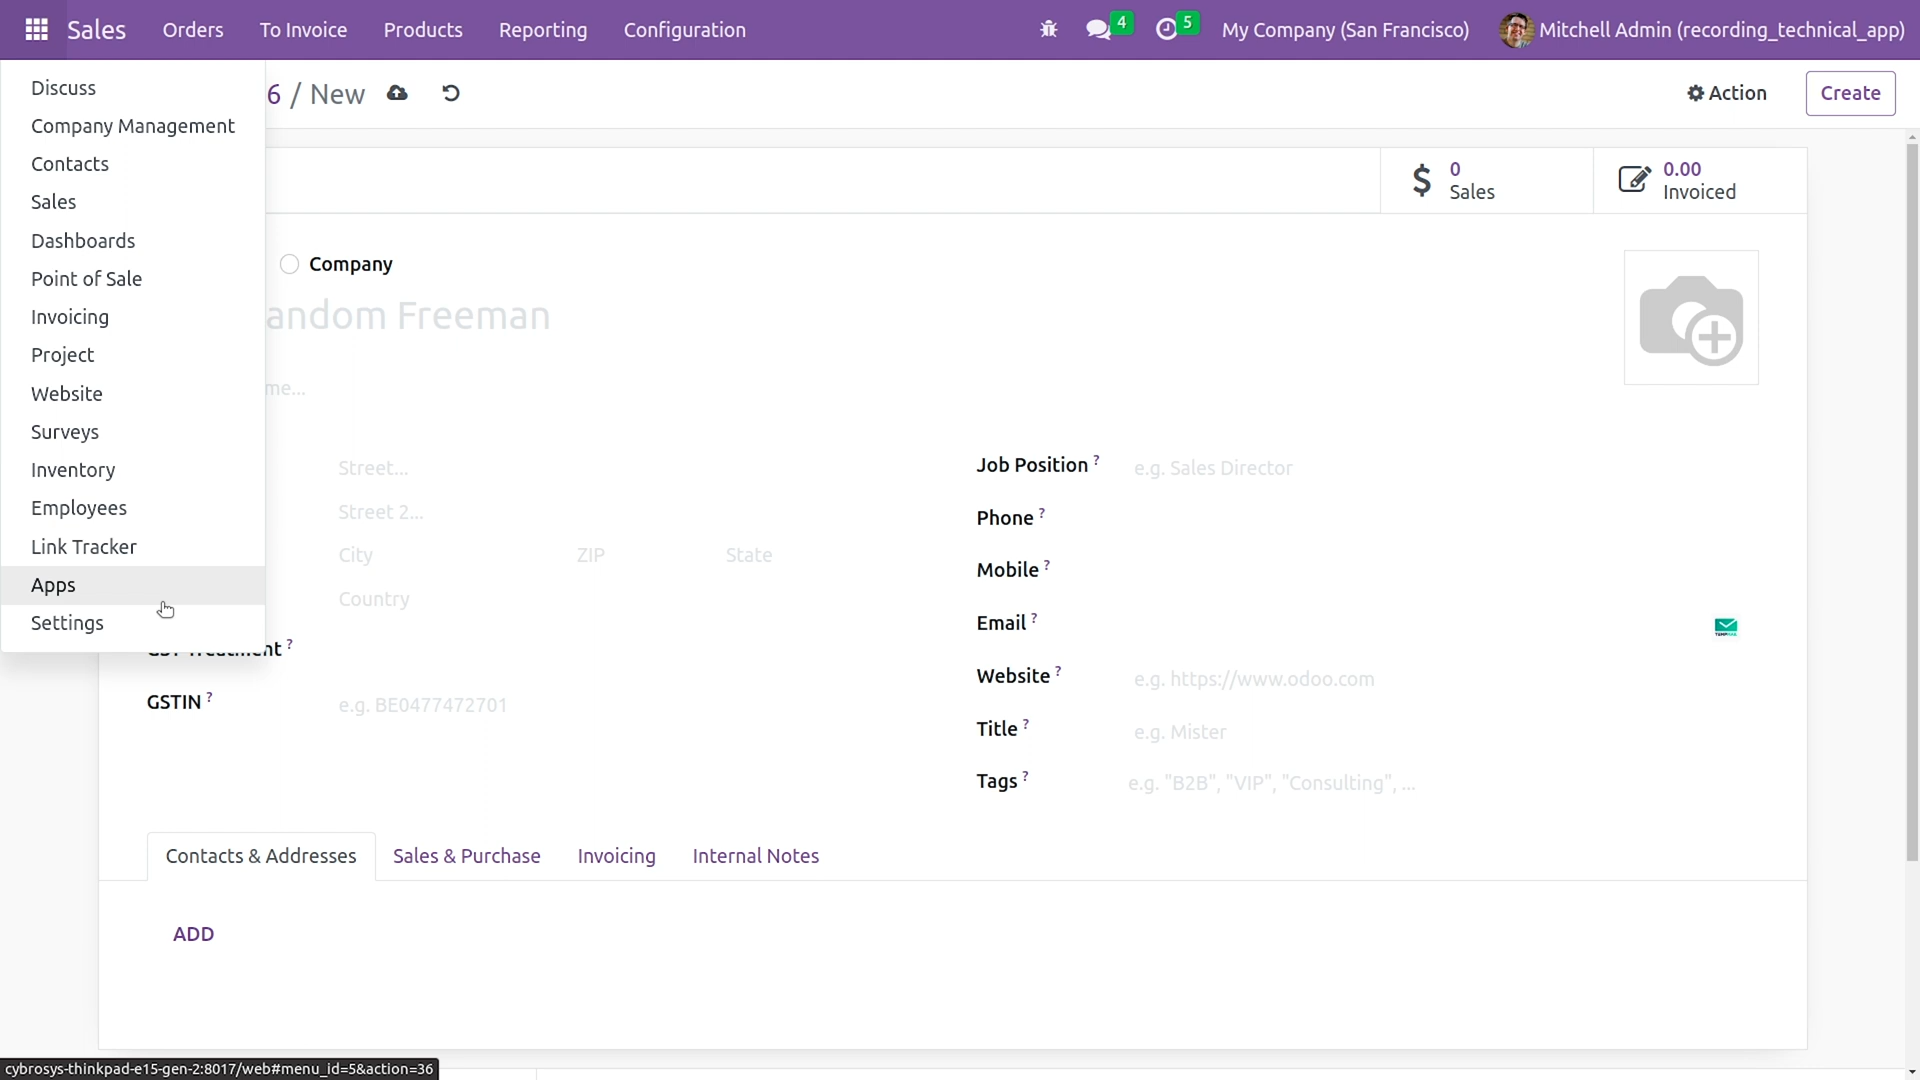 Sales Orders To Invoice Products Reporting Configuration 4 5 My Company (San Francisco) Mitchell Admin (recording_technical_app)
Discuss
Company Management
Contacts
Sales
Dashboards
Point of Sale
Invoicing
Project
Website
Surveys
Inventory
Employees
Link Tracker
Apps
Settings
6 / New Action Create
0
Sales
0.00
Invoiced
Company
andom Freeman
me...
Street...
Street 2...
City ZIP State
Country
GST Treatment ?
GSTIN ? e.g. BE0477472701
Job Position ? e.g. Sales Director
Phone ?
Mobile ?
Email ?
Website ? e.g. https://www.odoo.com
Title ? e.g. Mister
Tags ? e.g. "B2B", "VIP", "Consulting", ...
Contacts & Addresses Sales & Purchase Invoicing Internal Notes
ADD
cybrosys-thinkpad-e15-gen-2:8017/web#menu_id=5&action=36